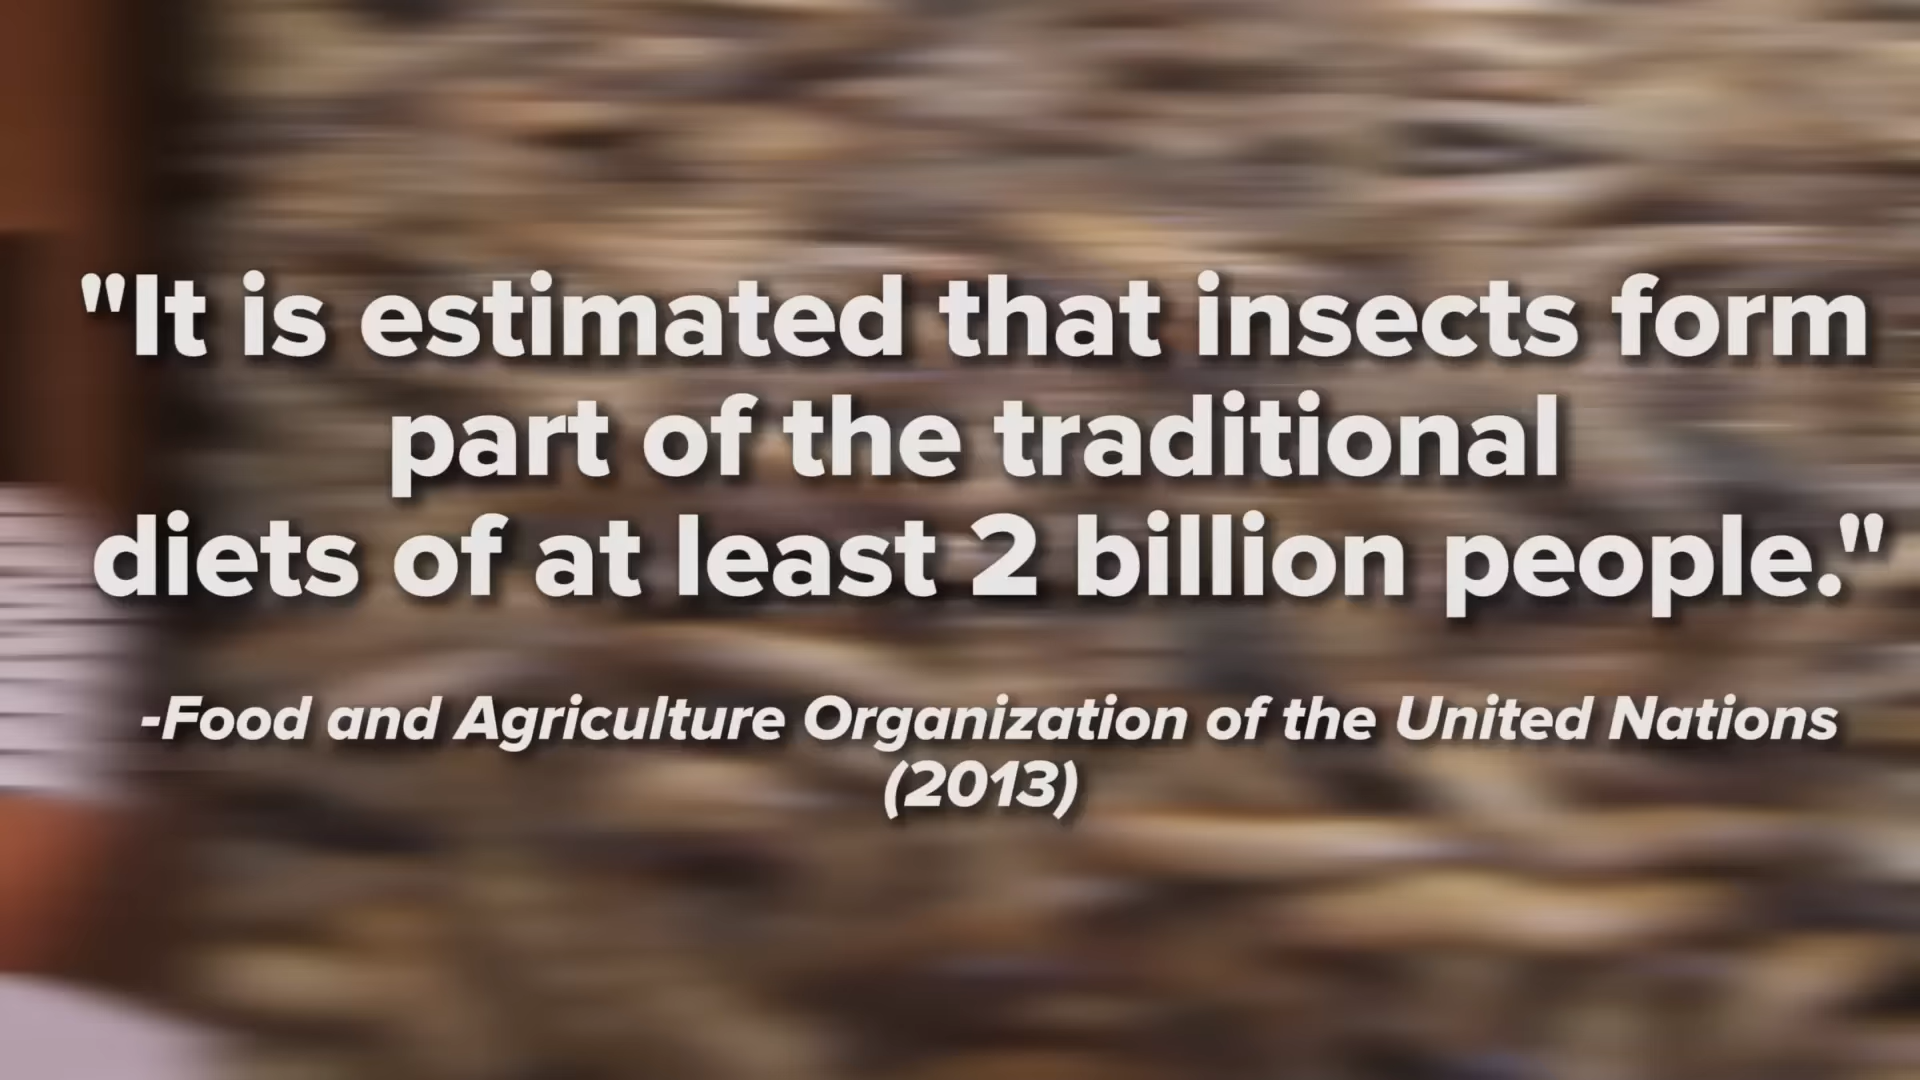 "It is estimated that insects form
part of the traditional
diets of at least 2 billion people."
-Food and Agriculture Organization of the United Nations
(2013)